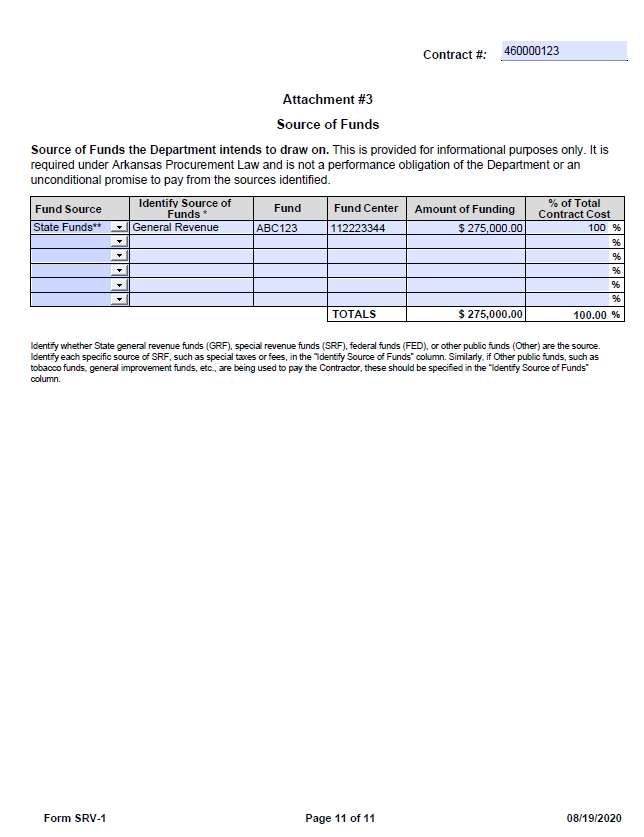 Contract #: 460000123
Attachment #3
Source of Funds
Source of Funds the Department intends to draw on. This is provided for informational purposes only. It is
required under Arkansas Procurement Law and is not a performance obligation of the Department or an
unconditional promise to pay from the sources identified.
Fund Source Identify Source of Funds * Fund Fund Center Amount of Funding % of Total Contract Cost
State Funds** General Revenue ABC123 112223344 $ 275,000.00 100 %
%
%
%
%
%
TOTALS $ 275,000.00 100.00 %
Identify whether State general revenue funds (GRF), special revenue funds (SRF), federal funds (FED), or other public funds (Other) are the source.
Identify each specific source of SRF, such as special taxes or fees, in the "Identify Source of Funds" column. Similarly, if Other public funds, such as
tobacco funds, general improvement funds, etc., are being used to pay the Contractor, these should be specified in the "Identify Source of Funds"
column.
Form SRV-1 Page 11 of 11 08/19/2020